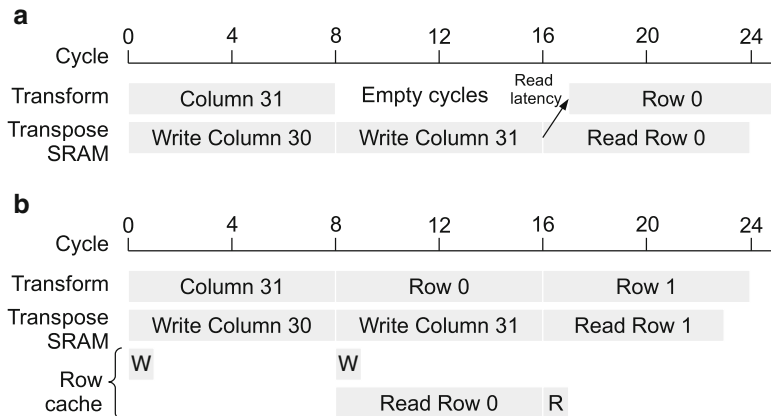 a
0 4 8 12 16 20 24
Cycle
Transform Column 31 Empty cycles Read latency Row 0
Transpose SRAM Write Column 30 Write Column 31 Read Row 0
b
0 4 8 12 16 20 24
Cycle
Transform Column 31 Row 0 Row 1
Transpose SRAM Write Column 30 Write Column 31 Read Row 1
W W
Row cache Read Row 0 R